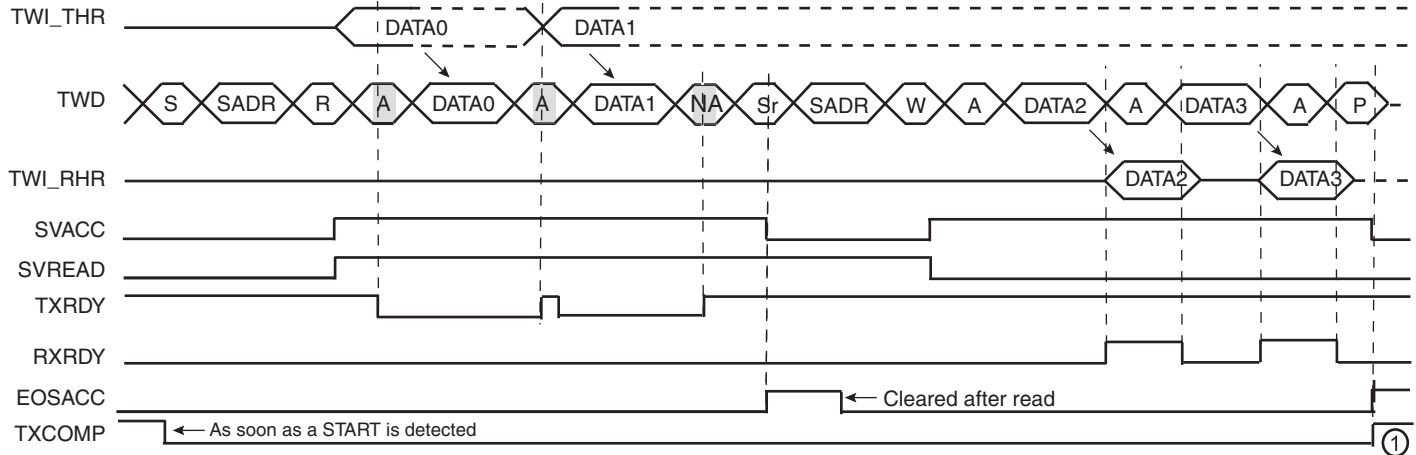 TWI_THR DATA0 DATA1
TWD S SADR R A DATA0 A DATA1 NA Sr SADR W A DATA2 A DATA3 A P
TWI_RHR DATA2 DATA3
SVACC
SVREAD
TXRDY
RXRDY
EOSACC Cleared after read
TXCOMP As soon as a START is detected 1